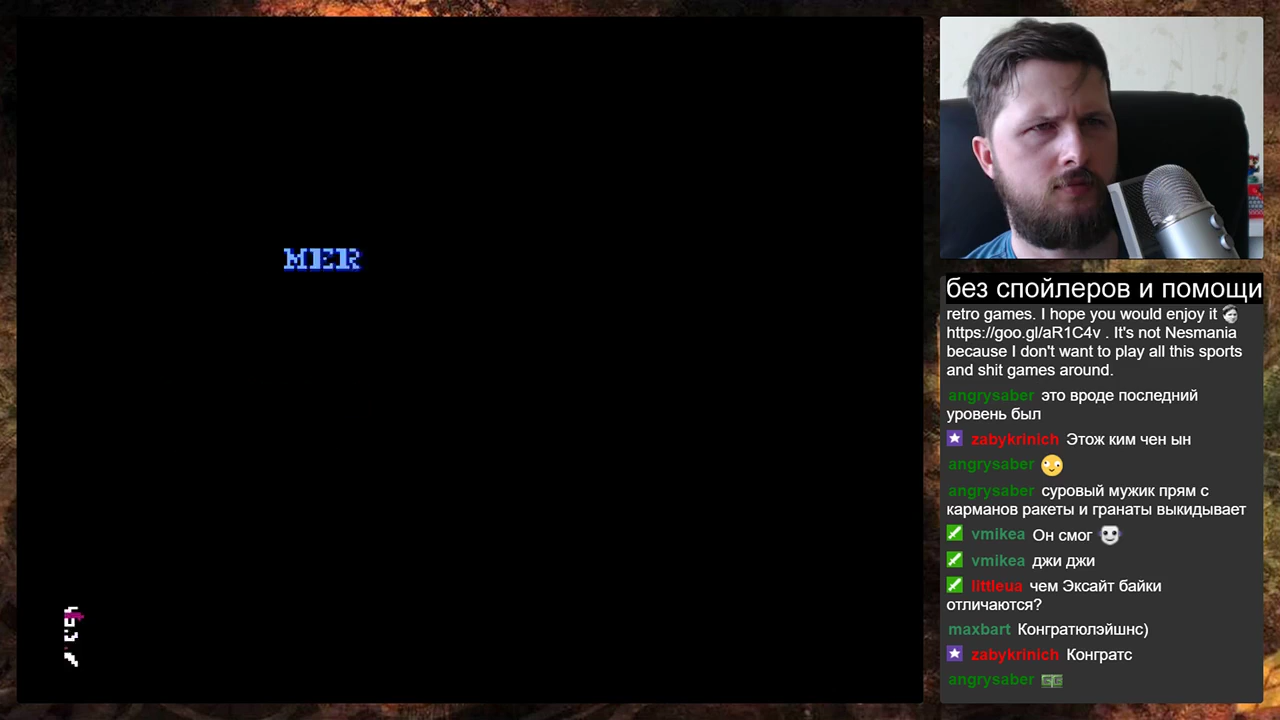 MER
без спойлеров и помощи
retro games. I hope you would enjoy it
https://goo.gl/aR1C4v . It's not Nesmania
because I don't want to play all this sports
and shit games around.
angrysaber это вроде последний
уровень был
zabykrinich Этож ким чен ын
angrysaber
angrysaber суровый мужик прям с
карманов ракеты и гранаты выкидывает
vmikea Он смог
vmikea джи джи
littleua чем Эксайт байки
отличаются?
maxbart Конгратюлэйшнс)
zabykrinich Конгратс
angrysaber